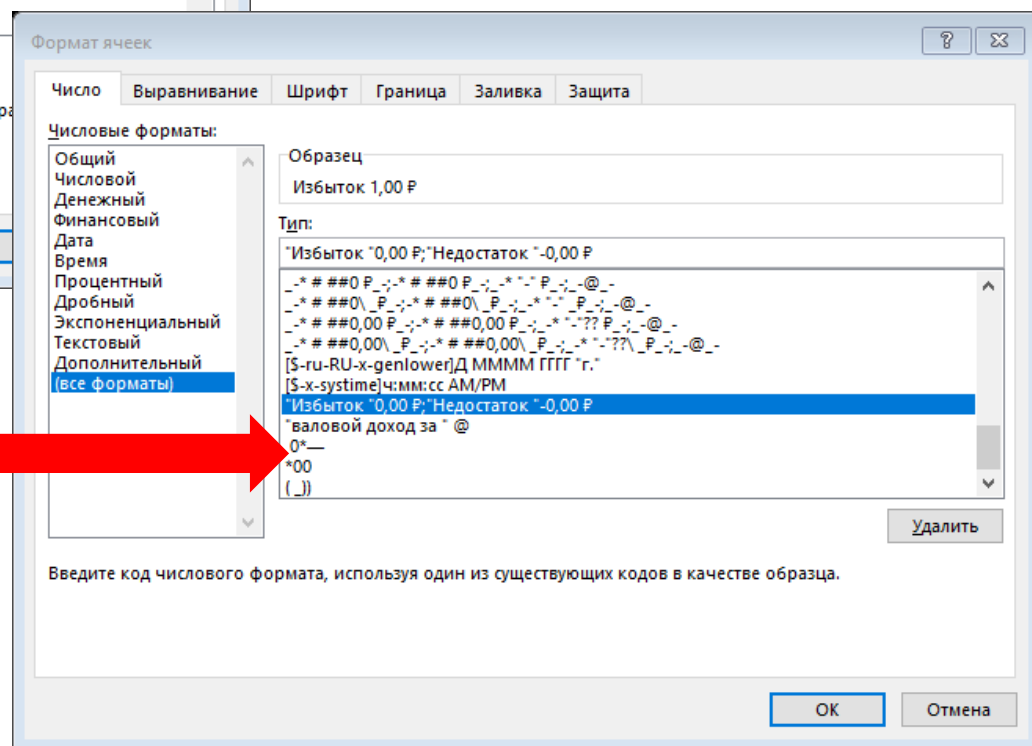 Формат ячеек
Число Выравнивание Шрифт Граница Заливка Защита
Числовые форматы:
Общий
Числовой
Денежный
Финансовый
Дата
Время
Процентный
Дробный
Экспоненциальный
Текстовый
Дополнительный
(все форматы)
Образец
Избыток 1,00 ₽
Тип:
"Избыток "0,00 ₽;"Недостаток "-0,00 ₽
_-* # ##0 ₽_-;-* # ##0 ₽_-;_-* "-" ₽_-;_-@_-
_-* # ##0\ _₽_-;-* # ##0\ _₽_-;_-* "-"\ _₽_-;_-@_-
_-* # ##0,00 ₽_-;-* # ##0,00 ₽_-;_-* "-"?? ₽_-;_-@_-
_-* # ##0,00\ _₽_-;-* # ##0,00\ _₽_-;_-* "-"??\ _₽_-;_-@_-
[$-ru-RU-x-genlower]Д ММММ ГГГГ "г."
[$-x-systime]ч:мм:сс AM/PM
"Избыток "0,00 ₽;"Недостаток "-0,00 ₽
"валовой доход за " @
0*—
*00
( _))
Удалить
Введите код числового формата, используя один из существующих кодов в качестве образца.
ОК Отмена